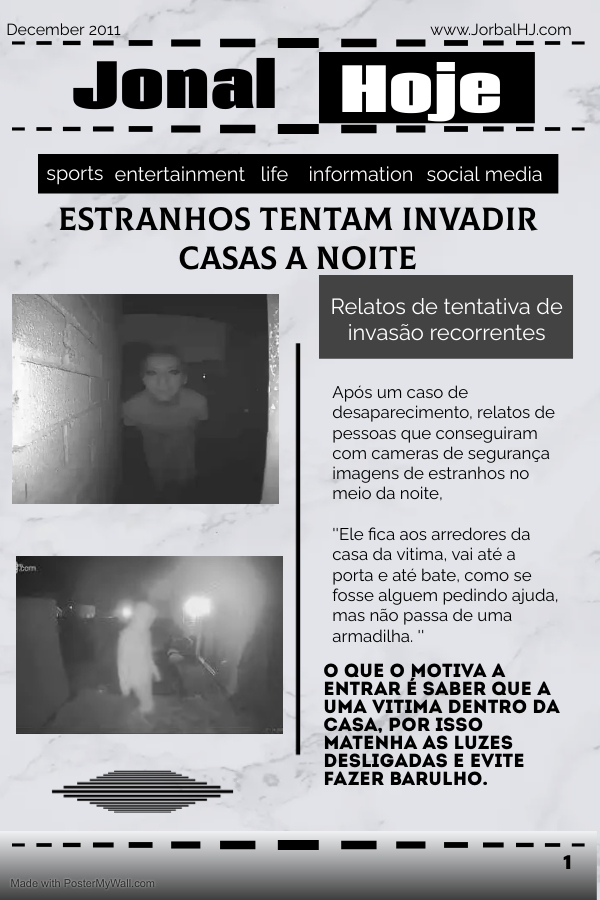 December 2011
www.JorbalHJ.com
Jonal Hoje
sports entertainment life information social media
ESTRANHOS TENTAM INVADIR
CASAS A NOITE
Relatos de tentativa de
invasão recorrentes
Após um caso de
desaparecimento, relatos de
pessoas que conseguiram
com cameras de segurança
imagens de estranhos no
meio da noite,
''Ele fica aos arredores da
casa da vitima, vai até a
porta e até bate, como se
fosse alguem pedindo ajuda,
mas não passa de uma
armadilha. ''
O QUE O MOTIVA A
ENTRAR É SABER QUE A
UMA VITIMA DENTRO DA
CASA, POR ISSO
MATENHA AS LUZES
DESLIGADAS E EVITE
FAZER BARULHO.
1
Made with PosterMyWall.com